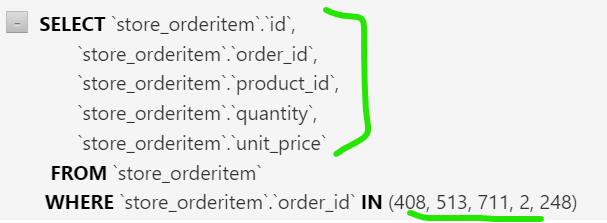 SELECT `store_orderitem`.`id`,
`store_orderitem`.`order_id`,
`store_orderitem`.`product_id`,
`store_orderitem`.`quantity`,
`store_orderitem`.`unit_price`
FROM `store_orderitem`
WHERE `store_orderitem`.`order_id` IN (408, 513, 711, 2, 248)